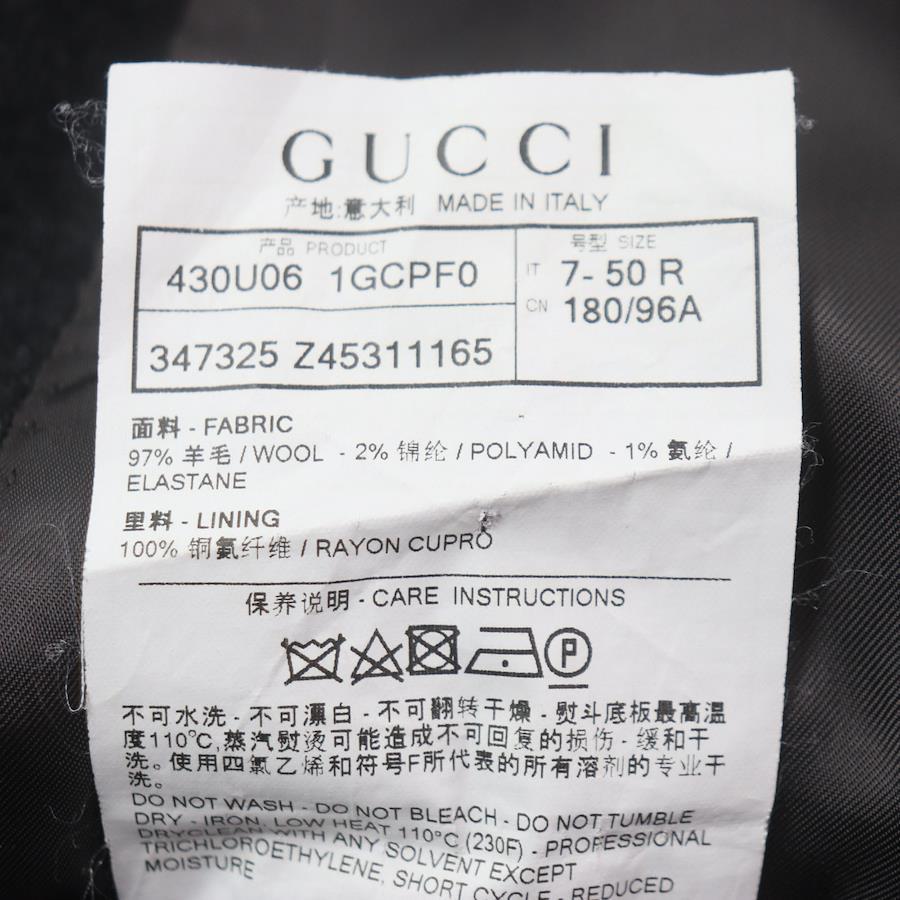 GUCCI
产地:意大利 MADE IN ITALY
产品 PRODUCT
430U06 1GCPF0
347325 Z45311165
号型 SIZE
IT 7- 50 R
CN 180/96A
面料 - FABRIC
97% 羊毛 / WOOL - 2% 锦纶 / POLYAMID - 1% 氨纶 /
ELASTANE
里料 - LINING
100% 铜氨纤维 / RAYON CUPRO
保养说明 - CARE INSTRUCTIONS
P
不可水洗 - 不可漂白 - 不可翻转干燥 - 熨斗底板最高温
度110°C,蒸汽熨烫可能造成不可回复的损伤 - 缓和干
洗。使用四氯乙烯和符号F所代表的所有溶剂的专业干
洗。
DO NOT WASH - DO NOT BLEACH - DO NOT TUMBLE
DRY - IRON, LOW HEAT 110°C (230F) - PROFESSIONAL
DRYCLEAN WITH ANY SOLVENT EXCEPT
TRICHLOROETHYLENE, SHORT CYCLE - REDUCED
MOISTURE